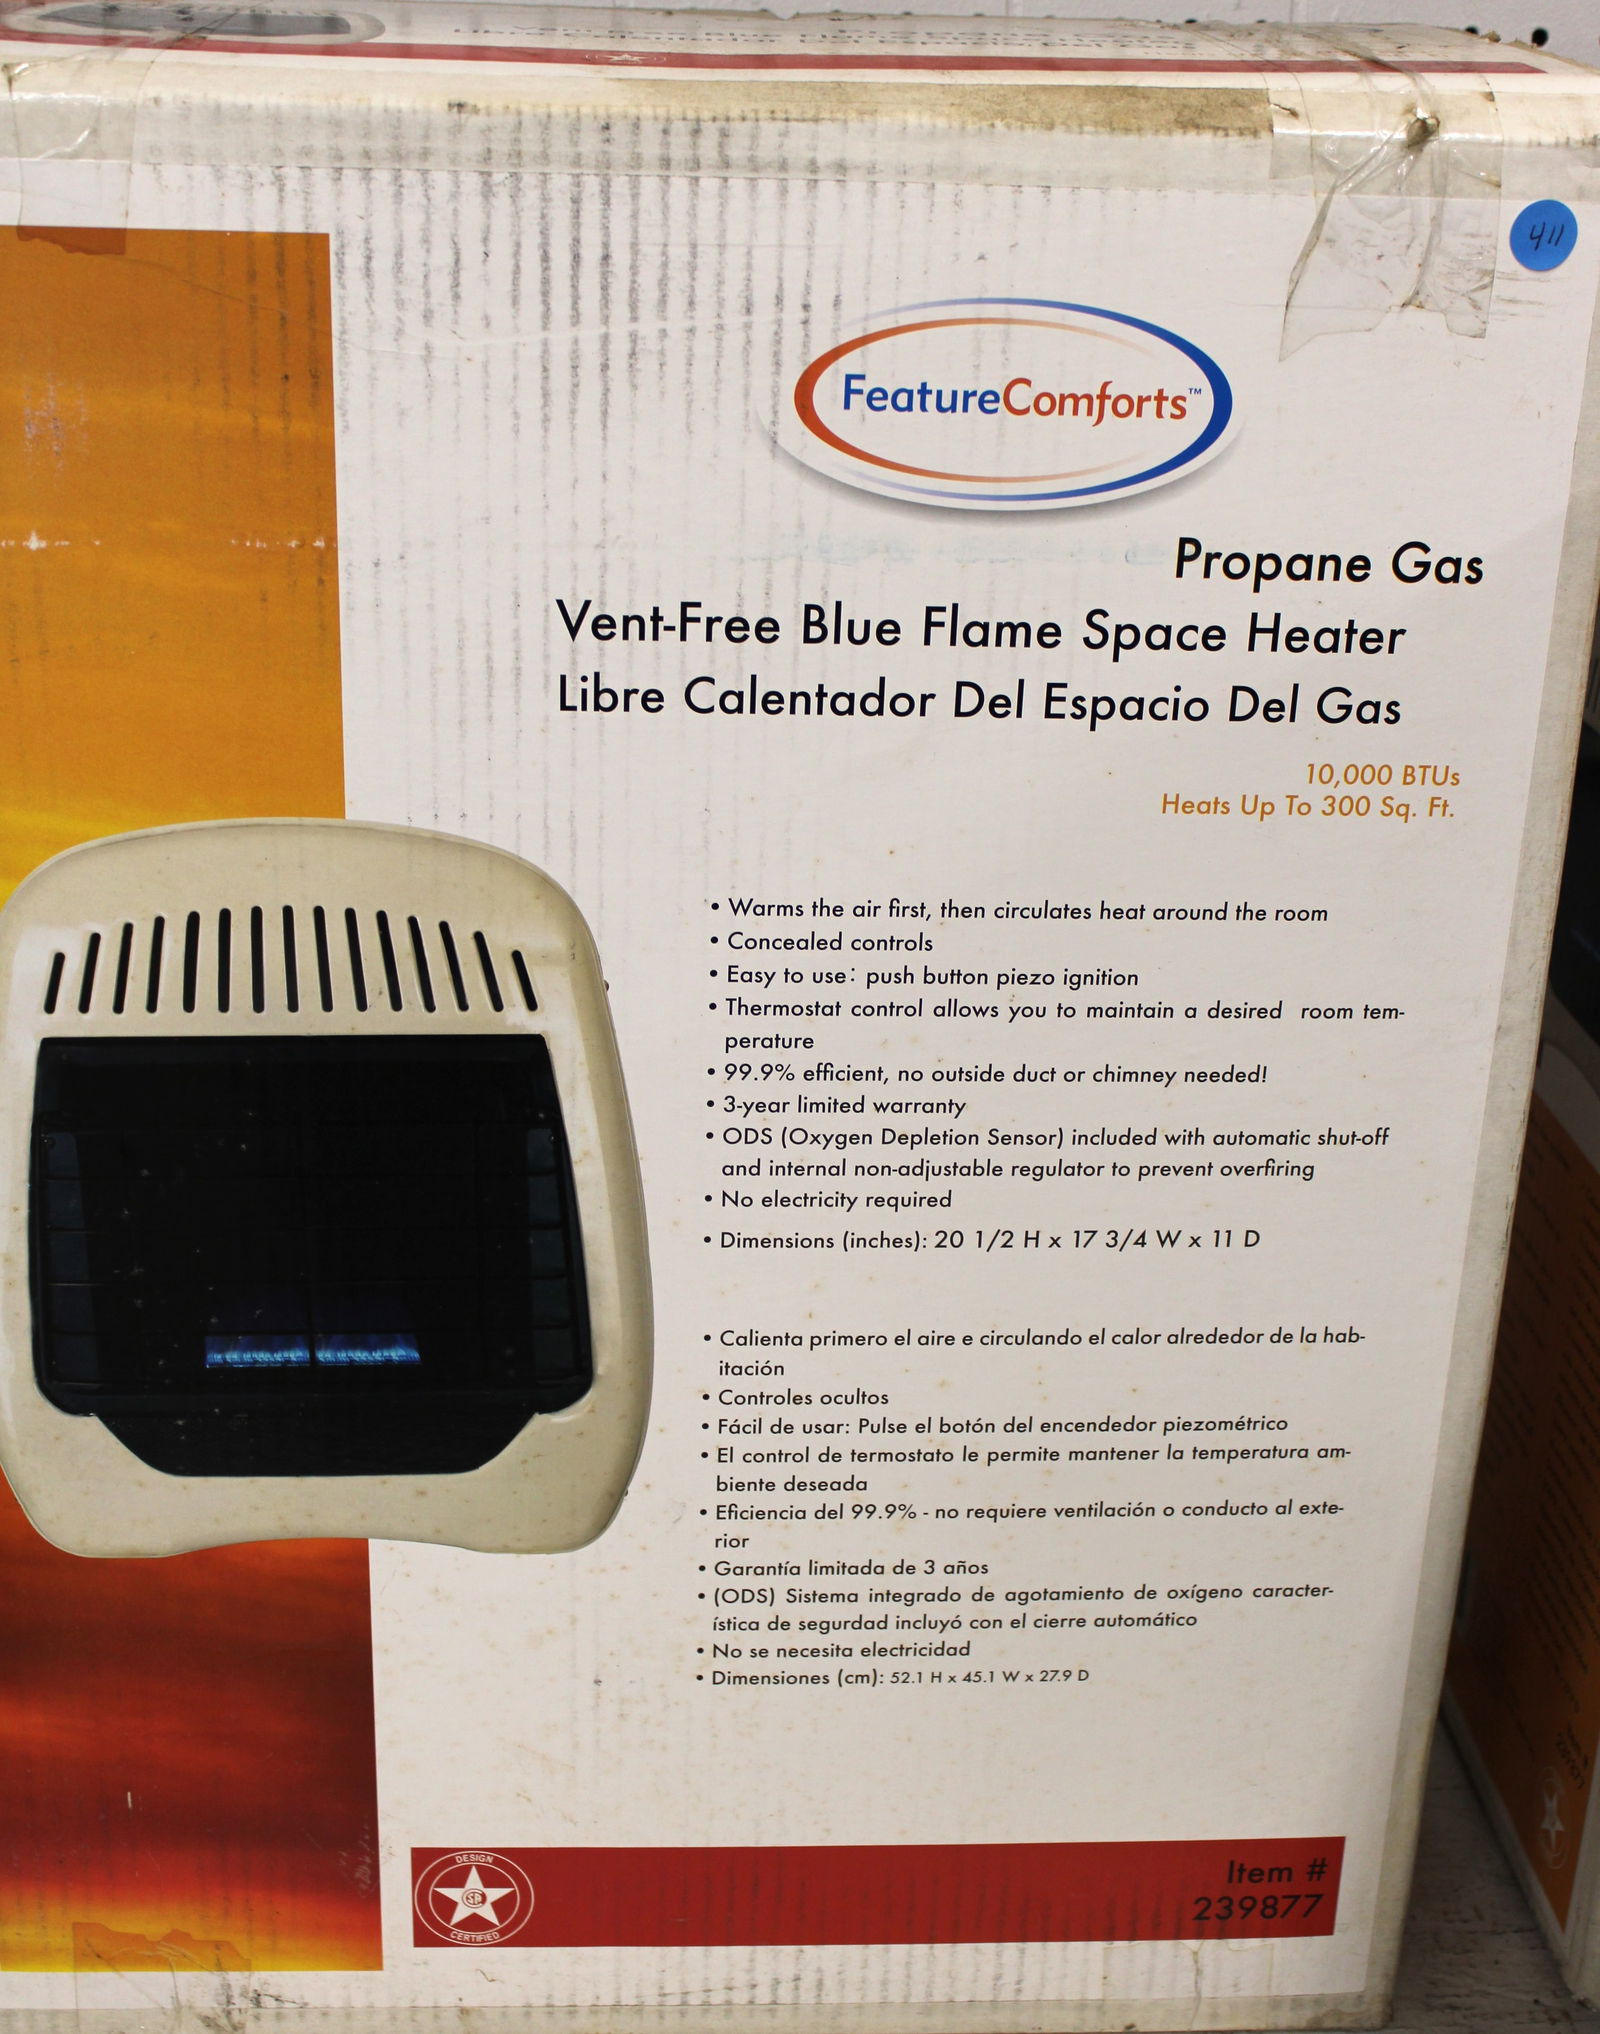 411
FeatureComforts™
Propane Gas
Vent-Free Blue Flame Space Heater
Libre Calentador Del Espacio Del Gas
10,000 BTUs
Heats Up To 300 Sq. Ft.
• Warms the air first, then circulates heat around the room
• Concealed controls
• Easy to use: push button piezo ignition
• Thermostat control allows you to maintain a desired room tem-
perature
• 99.9% efficient, no outside duct or chimney needed!
• 3-year limited warranty
• ODS (Oxygen Depletion Sensor) included with automatic shut-off
and internal non-adjustable regulator to prevent overfiring
• No electricity required
• Dimensions (inches): 20 1/2 H x 17 3/4 W x 11 D
• Calienta primero el aire e circulando el calor alrededor de la hab-
itación
• Controles ocultos
• Fácil de usar: Pulse el botón del encendedor piezométrico
• El control de termostato le permite mantener la temperatura am-
biente deseada
• Eficiencia del 99.9% - no requiere ventilación o conducto al exte-
rior
• Garantía limitada de 3 años
• (ODS) Sistema integrado de agotamiento de oxígeno caracter-
ística de segurdad incluyó con el cierre automático
• No se necesita electricidad
• Dimensiones (cm): 52.1 H x 45.1 W x 27.9 D
DESIGN
CERTIFIED
Item #
239877